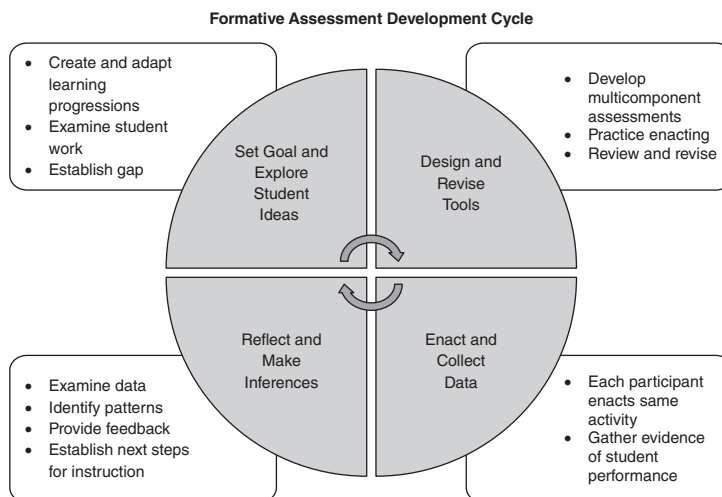 Formative Assessment Development Cycle
• Create and adapt
learning
progressions
• Examine student
work
• Establish gap
Set Goal and
Explore
Student
Ideas
Design and
Revise
Tools
• Develop
multicomponent
assessments
• Practice enacting
• Review and revise
Reflect and
Make
Inferences
Enact and
Collect
Data
• Examine data
• Identify patterns
• Provide feedback
• Establish next steps
for instruction
• Each participant
enacts same
activity
• Gather evidence
of student
performance